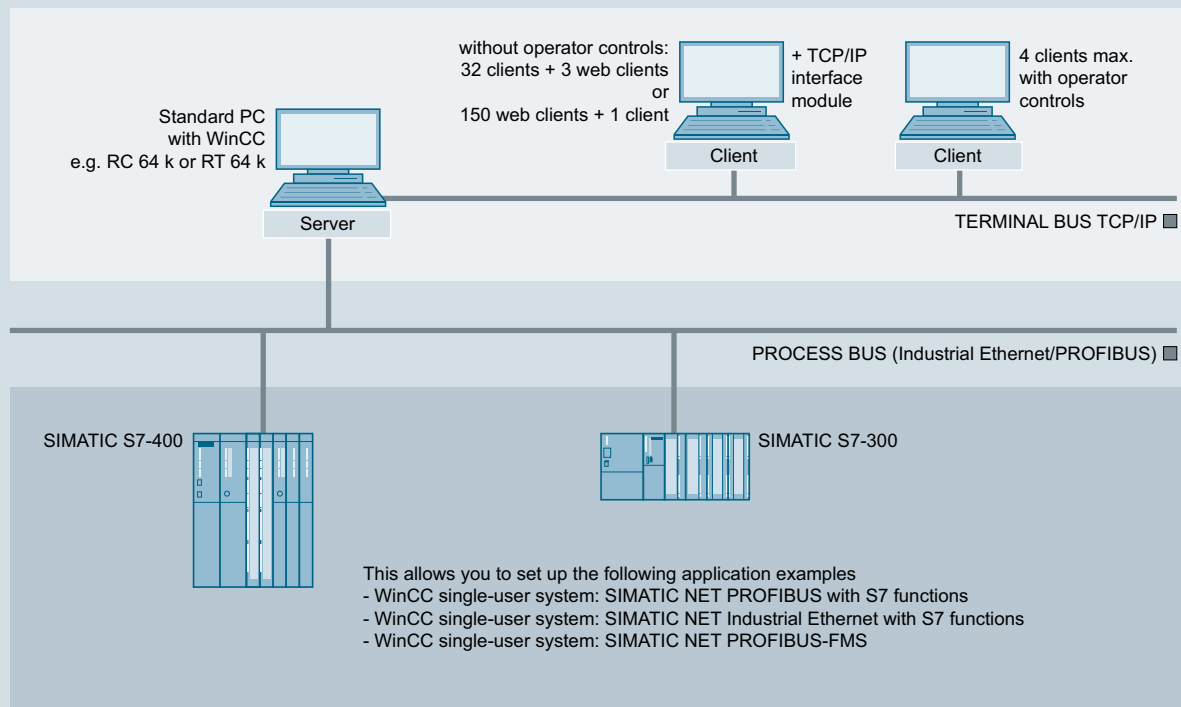 without operator controls:
32 clients + 3 web clients
or
150 web clients + 1 client
+ TCP/IP
interface
module
4 clients max.
with operator
controls
Standard PC
with WinCC
e.g. RC 64 k or RT 64 k
Client
Client
Server
TERMINAL BUS TCP/IP
PROCESS BUS (Industrial Ethernet/PROFIBUS)
SIMATIC S7-400
SIMATIC S7-300
This allows you to set up the following application examples
- WinCC single-user system: SIMATIC NET PROFIBUS with S7 functions
- WinCC single-user system: SIMATIC NET Industrial Ethernet with S7 functions
- WinCC single-user system: SIMATIC NET PROFIBUS-FMS